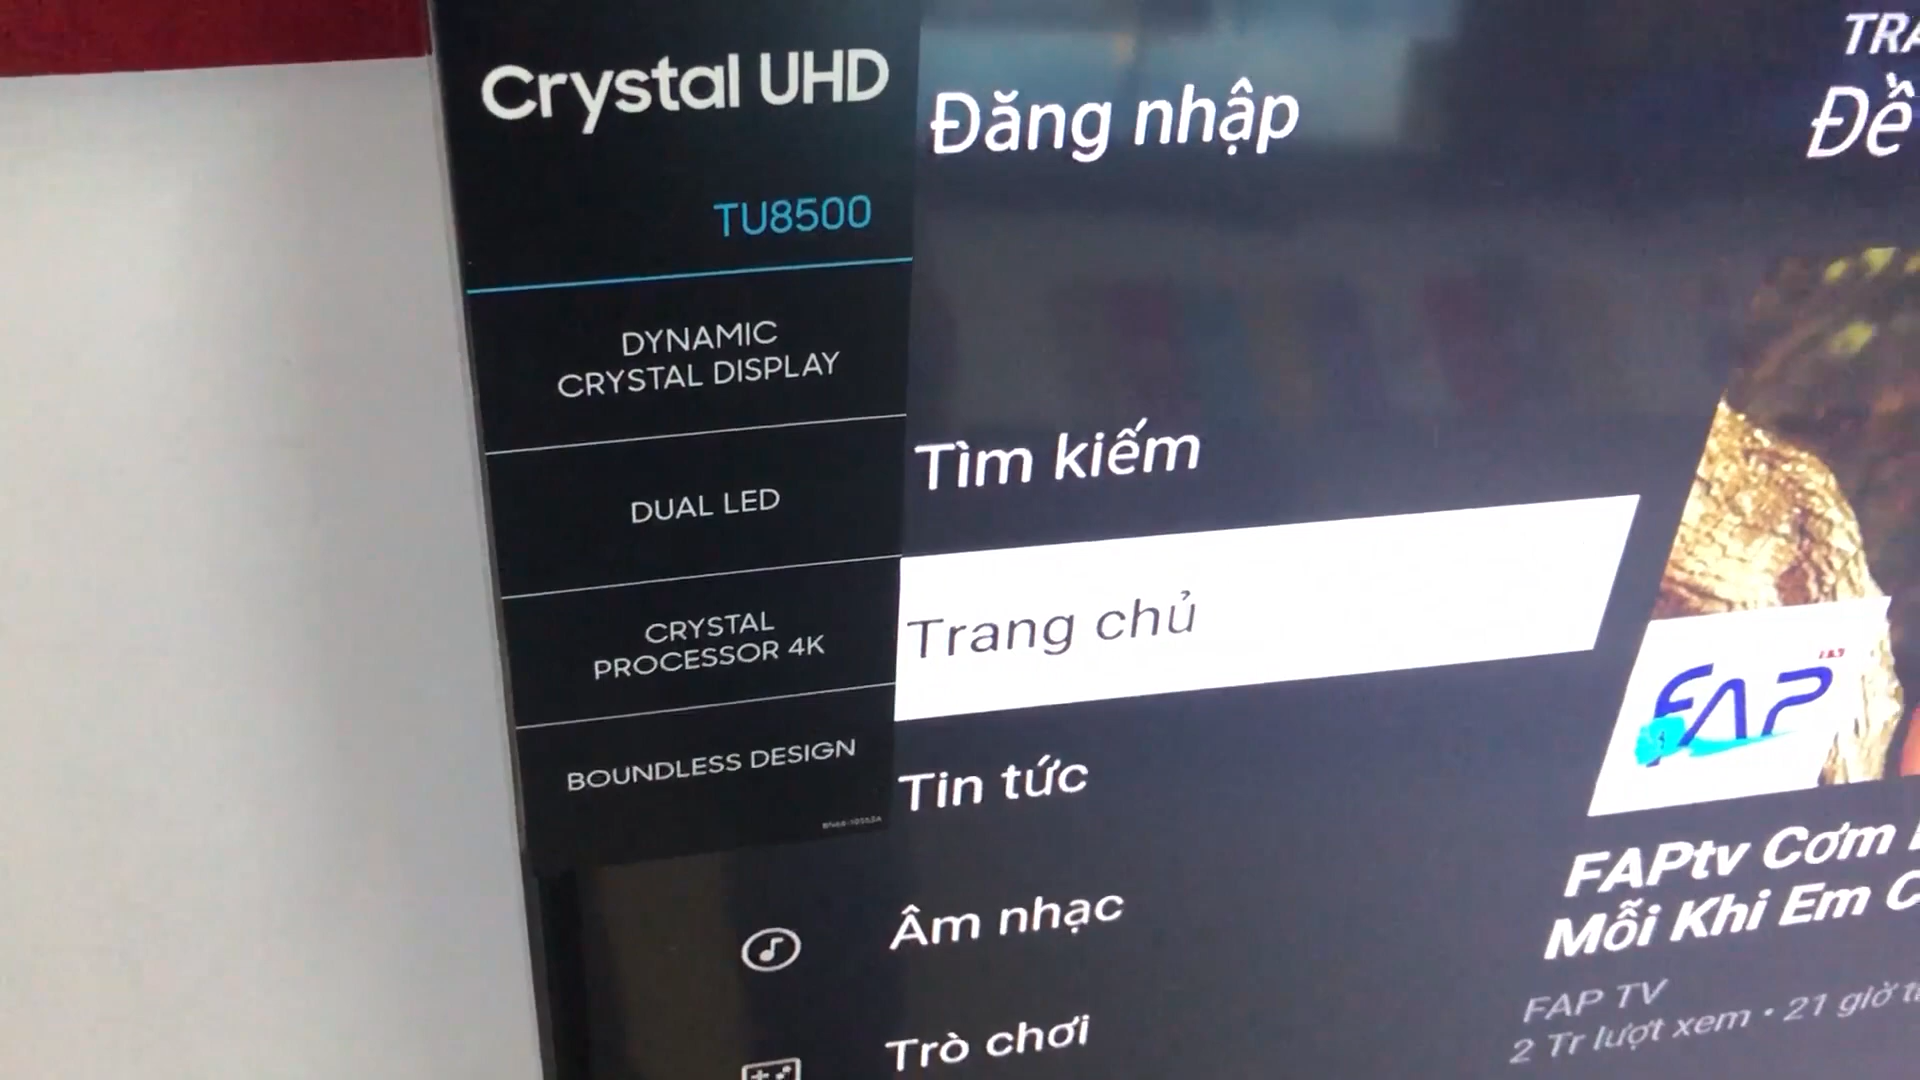 Crystal UHD
TU8500
DYNAMIC
CRYSTAL DISPLAY
DUAL LED
CRYSTAL
PROCESSOR 4K
BOUNDLESS DESIGN
Đăng nhập
Tìm kiếm
Trang chủ
Tin tức
Âm nhạc
Trò chơi
Đề
FAP
FAPtv Cơm
Mỗi Khi Em
FAP TV
2 Tr lượt xem • 21 giờ